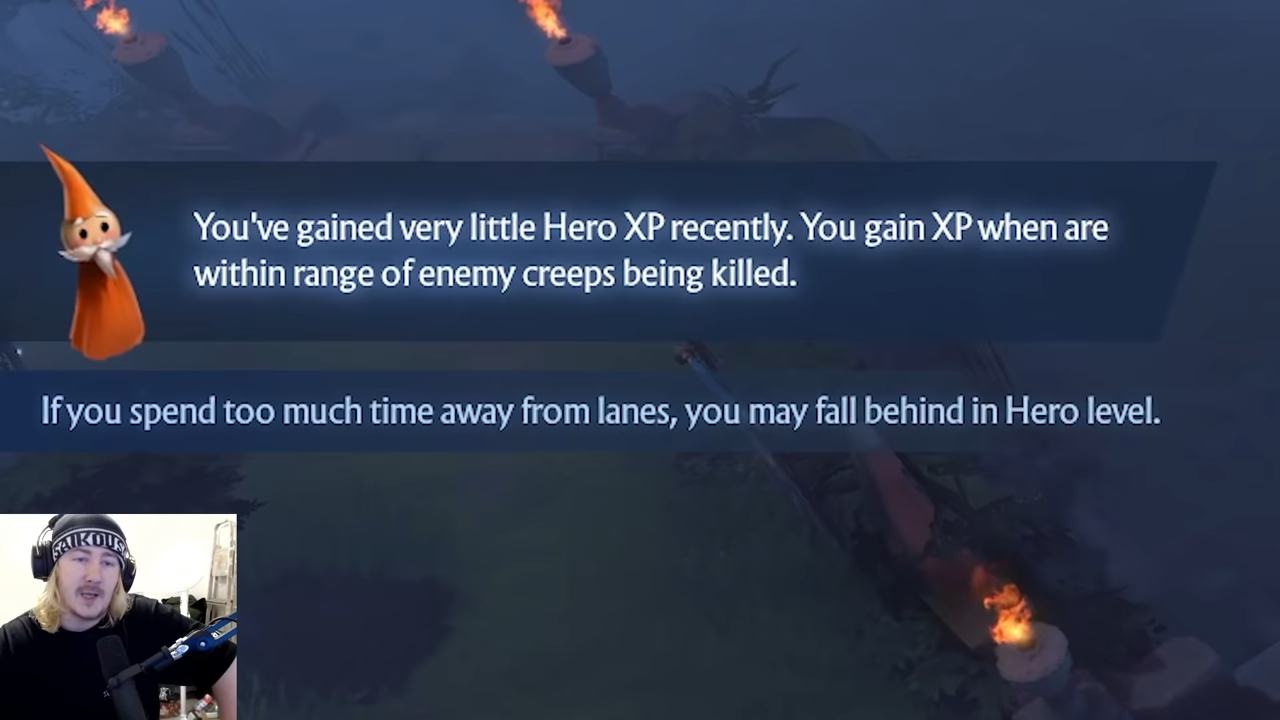 You've gained very little Hero XP recently. You gain XP when are
within range of enemy creeps being killed.
If you spend too much time away from lanes, you may fall behind in Hero level.